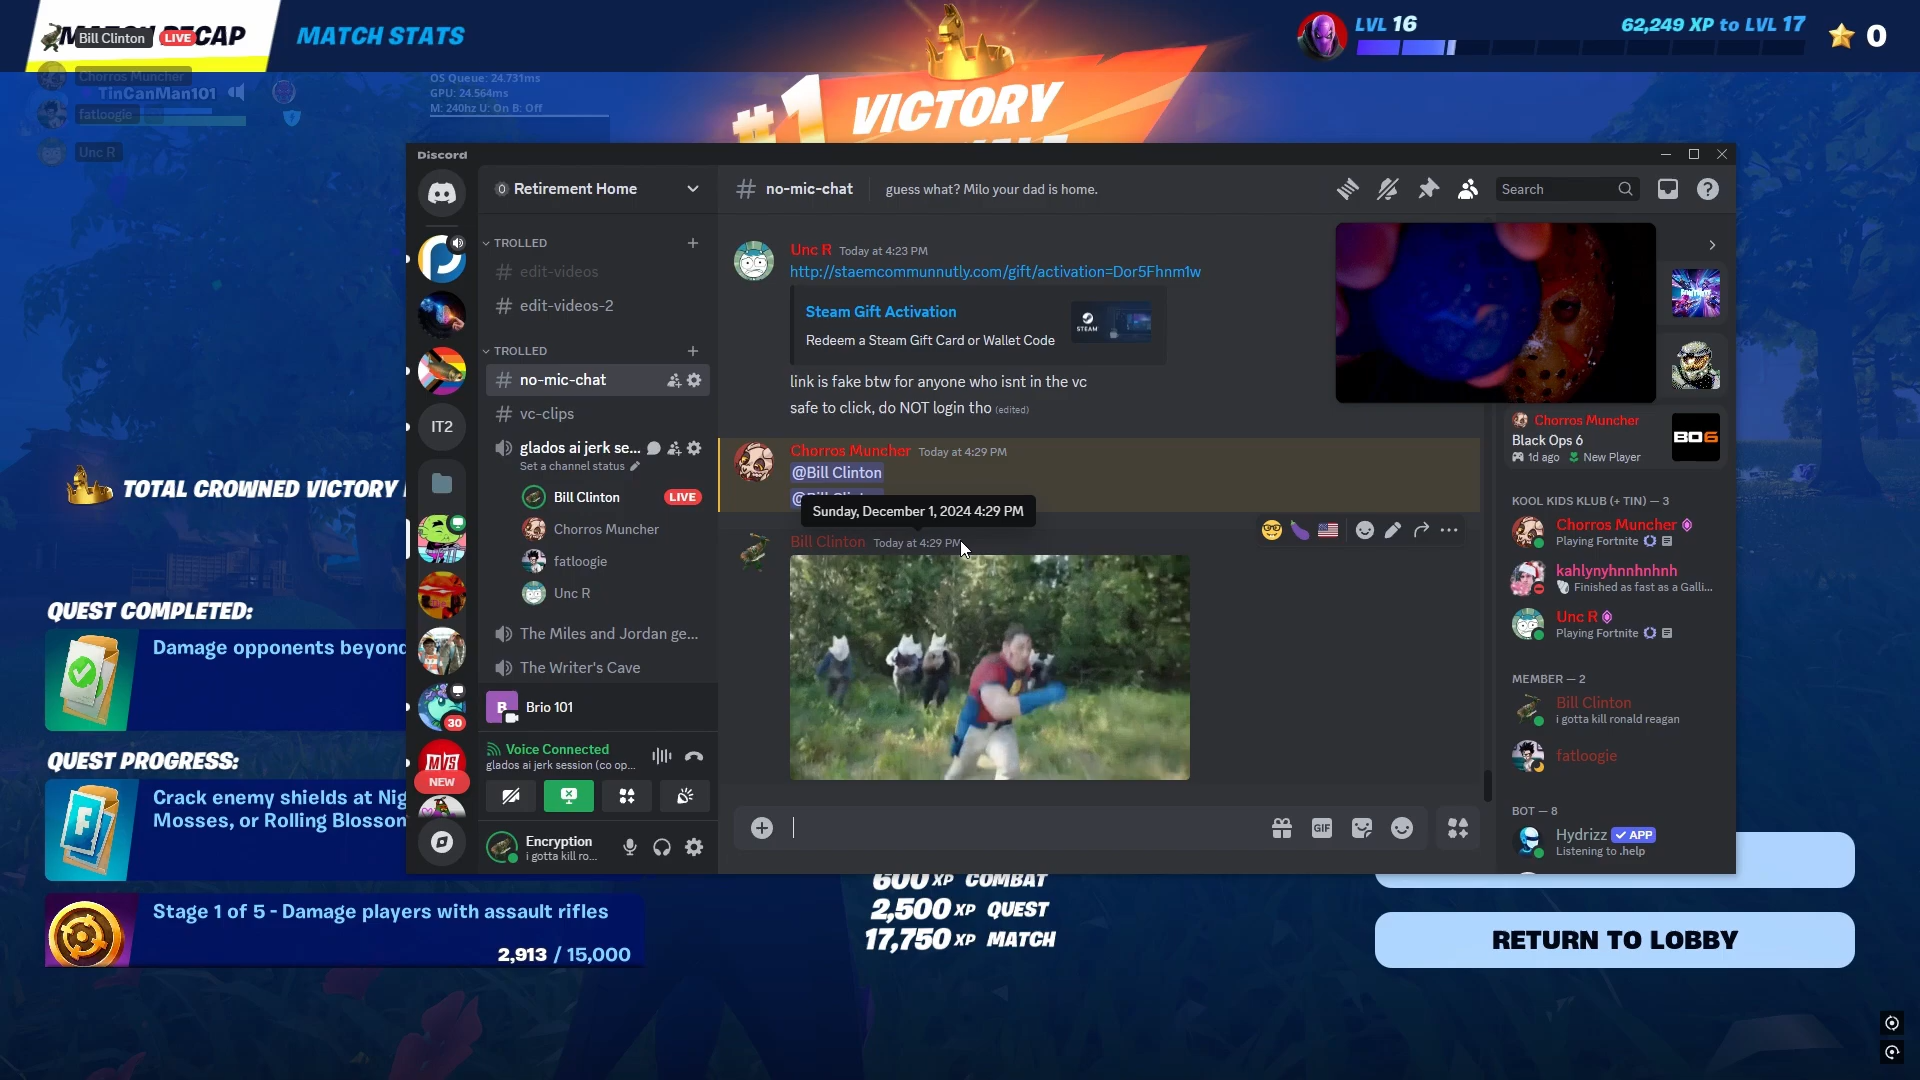 MATCH RECAP
Bill Clinton
LIVE
MATCH STATS
LVL 16
62,249 XP to LVL 17
0
Chorros Muncher
TinCanMan101
fatloogie
Unc R
OS Queue: 24.731ms
GPU: 24.564ms
M: 240hz U: On B: Off
#1 VICTORY
Discord
Retirement Home
no-mic-chat
guess what? Milo your dad is home.
Search
TROLLED
edit-videos
edit-videos-2
TROLLED
no-mic-chat
vc-clips
glados ai jerk se...
Set a channel status
Bill Clinton
LIVE
Chorros Muncher
fatloogie
Unc R
The Miles and Jordan ge...
The Writer's Cave
Brio 101
B
Voice Connected
glados ai jerk session (co op...
Encryption
i gotta kill ro...
IT2
30
NEW
Unc R Today at 4:23 PM
http://staemcommunnutly.com/gift/activation=Dor5Fhnm1w
Steam Gift Activation
Redeem a Steam Gift Card or Wallet Code
STEAM
link is fake btw for anyone who isnt in the vc
safe to click, do NOT login tho (edited)
Chorros Muncher Today at 4:29 PM
@Bill Clinton
@Bill Clinton
Sunday, December 1, 2024 4:29 PM
Bill Clinton Today at 4:29 PM
GIF
FORTNITE
Chorros Muncher
Black Ops 6
1d ago
New Player
BO6
KOOL KIDS KLUB (+ TIN) — 3
Chorros Muncher
Playing Fortnite
kahlynyhnnhnhnh
Finished as fast as a Galli...
Unc R
Playing Fortnite
MEMBER — 2
Bill Clinton
i gotta kill ronald reagan
fatloogie
BOT — 8
Hydrizz
APP
Listening to .help
TOTAL CROWNED VICTORY
QUEST COMPLETED:
Damage opponents beyond
QUEST PROGRESS:
Crack enemy shields at Nig
Mosses, or Rolling Blosson
Stage 1 of 5 - Damage players with assault rifles
2,913 / 15,000
600 XP COMBAT
2,500 XP QUEST
17,750 XP MATCH
RETURN TO LOBBY